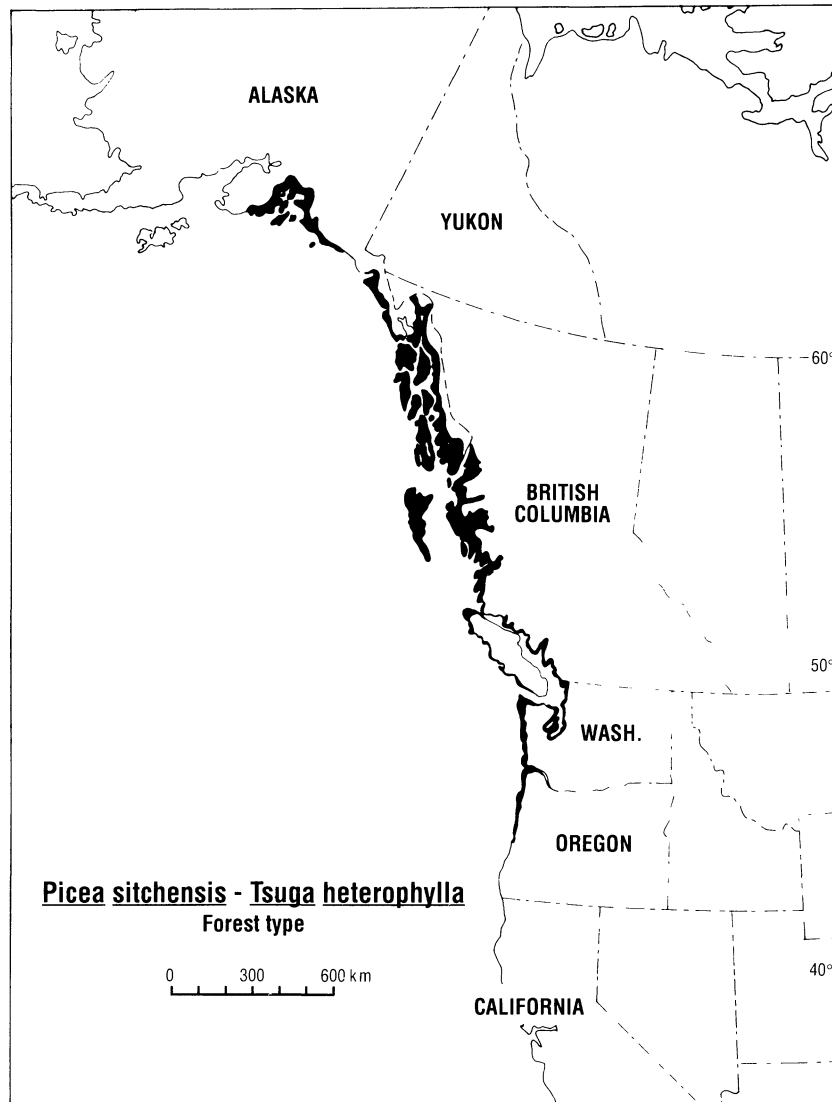 ALASKA
YUKON
60°
BRITISH
COLUMBIA
50°
WASH.
OREGON
Picea sitchensis - Tsuga heterophylla
Forest type
0 300 600 km
40°
CALIFORNIA